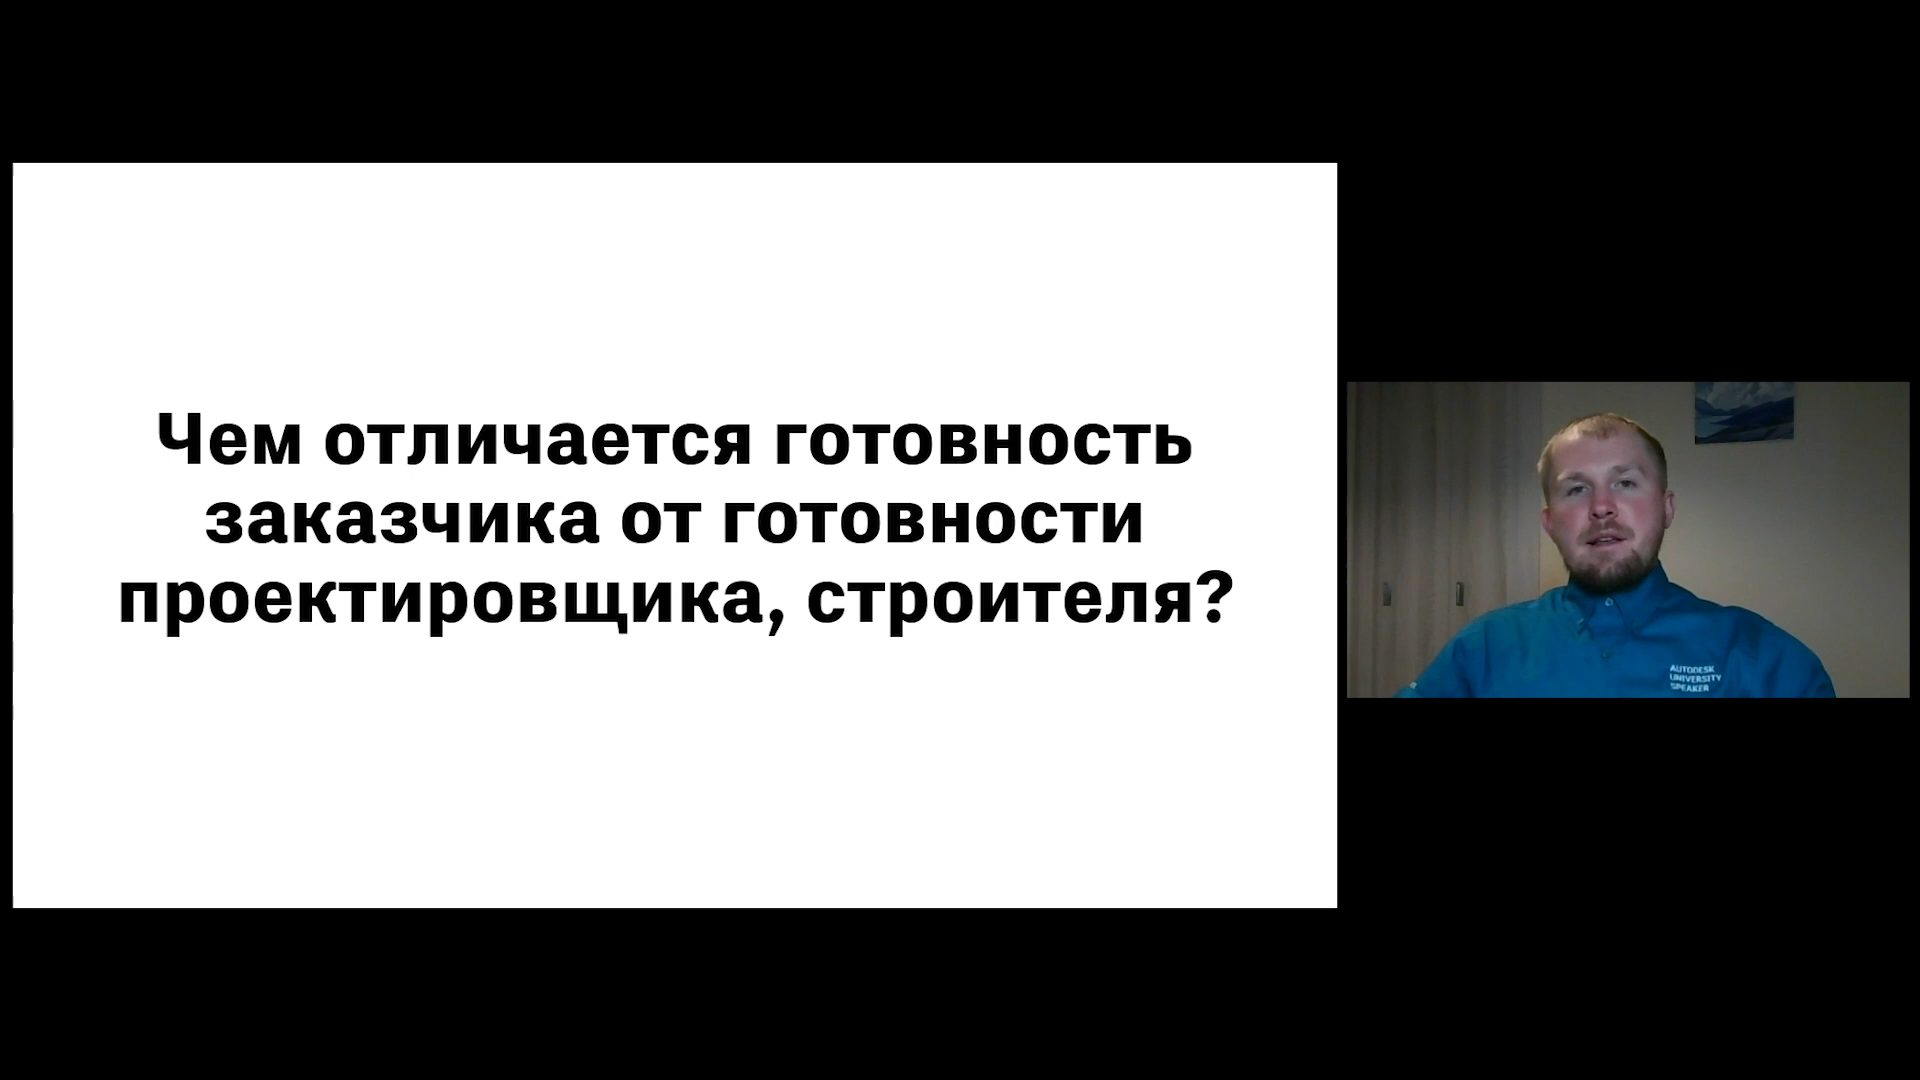 Чем отличается готовность
заказчика от готовности
проектировщика, строителя?
AUTODESK
UNIVERSITY
SPEAKER